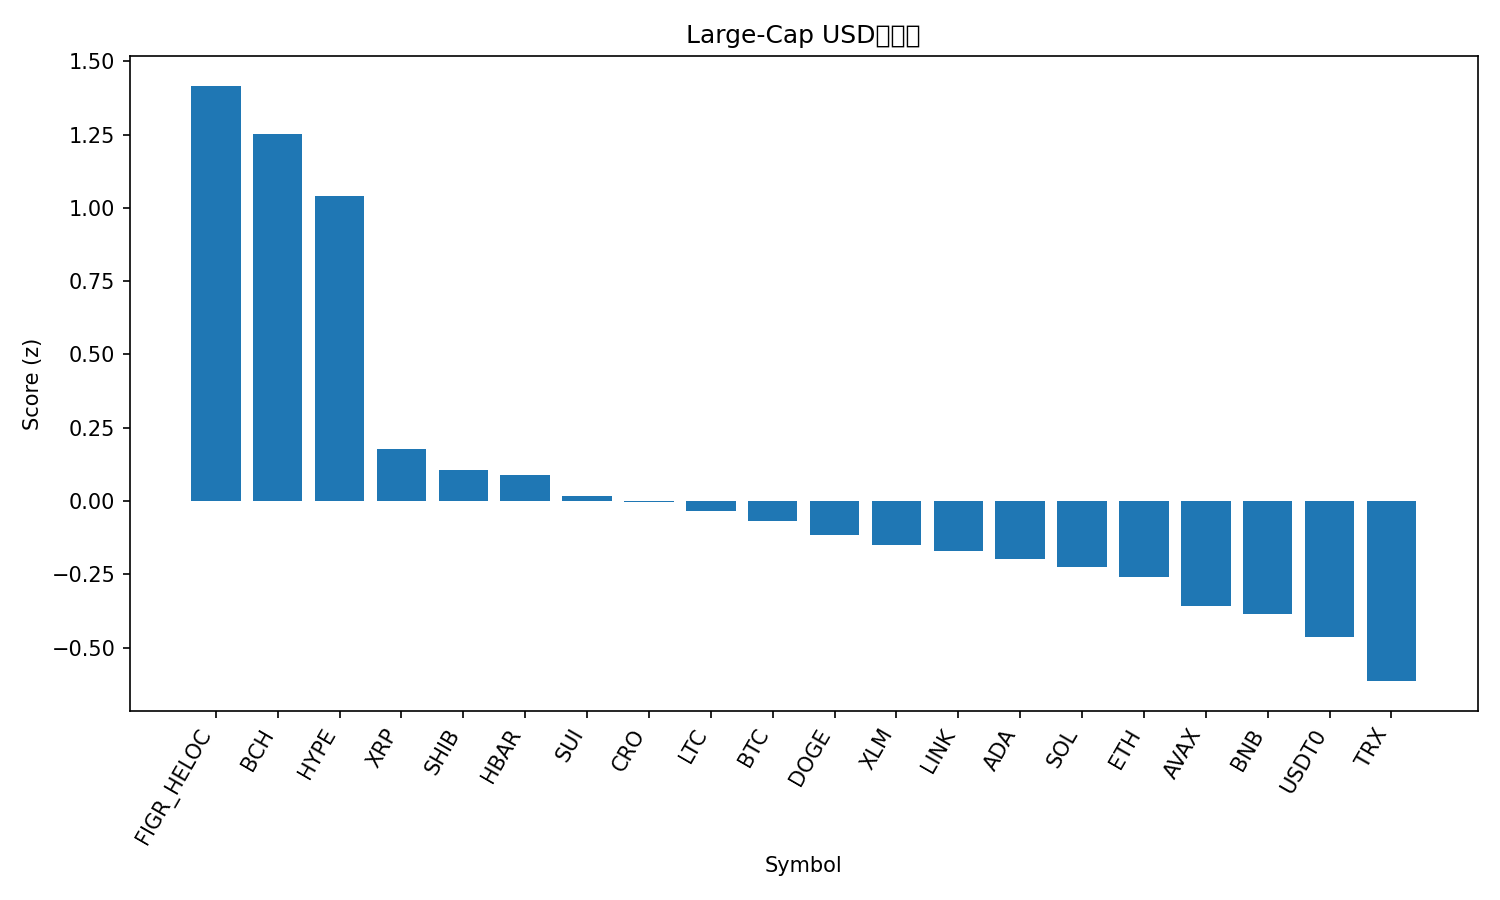 Large-Cap USD
Score (z)
1.50
1.25
1.00
0.75
0.50
0.25
0.00
−0.25
−0.50
FIGR_HELOC
BCH
HYPE
XRP
SHIB
HBAR
SUI
CRO
LTC
BTC
DOGE
XLM
LINK
ADA
SOL
ETH
AVAX
BNB
USDT0
TRX
Symbol